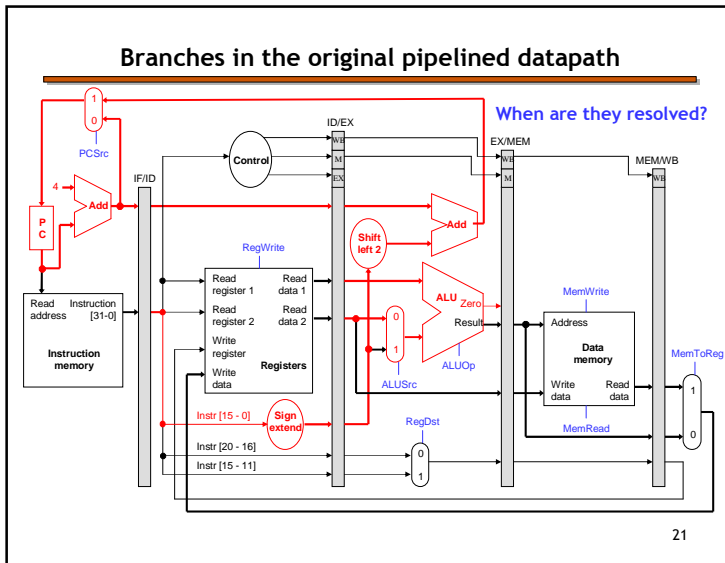 Branches in the original pipelined datapath
When are they resolved?
1
0
PCSrc
4
Add
P
C
IF/ID
Control
ID/EX
WB
M
EX
EX/MEM
WB
M
MEM/WB
WB
Add
Shift
left 2
RegWrite
Read
address
Instruction
[31-0]
Instruction
memory
Read
register 1
Read
data 1
Read
register 2
Read
data 2
Write
register
Write
data
Registers
0
1
ALUSrc
ALU
Zero
Result
ALUOp
MemWrite
Address
Data
memory
Write
data
Read
data
MemRead
MemToReg
1
0
Instr [15 - 0]
Sign
extend
RegDst
Instr [20 - 16]
0
Instr [15 - 11]
1
21